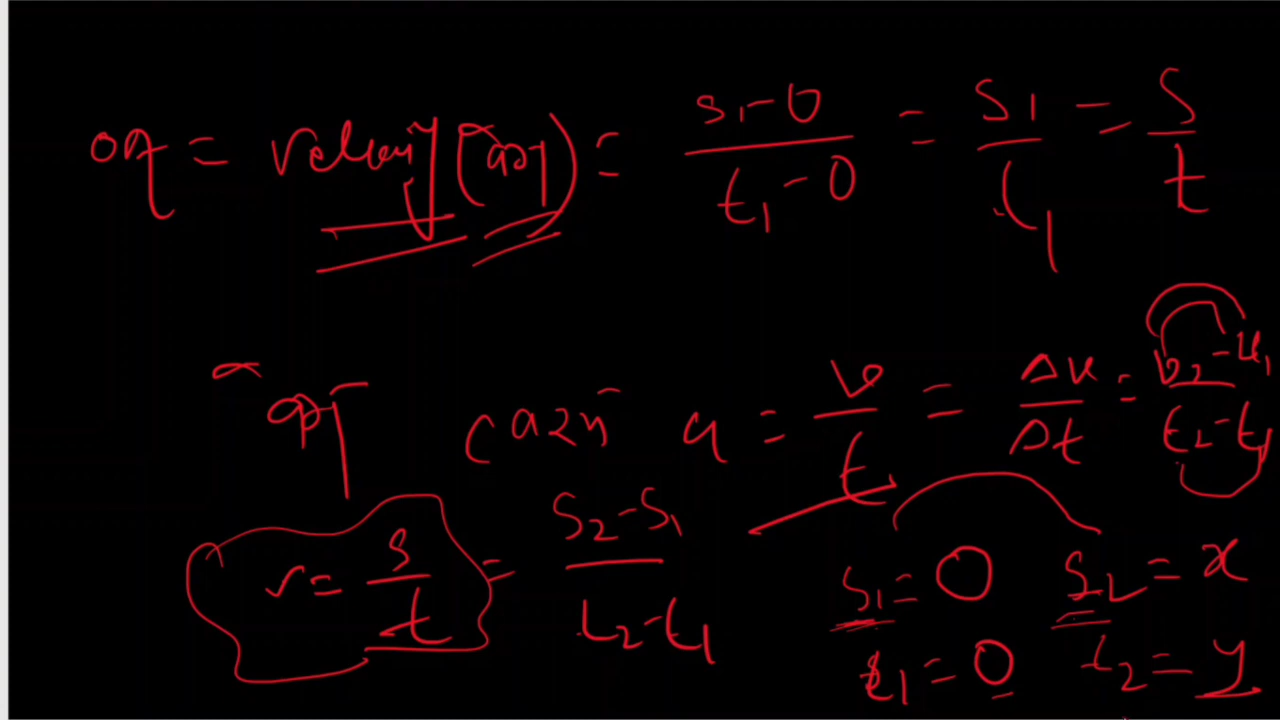 = velocity = s₁-0/t₁-0 = s₁/t₁ = s/t
a = v/t = Δv/Δt = v₂-u₁/t₂-t₁
v = s/t = s₂-s₁/t₂-t₁
s₁=0 s₂=x
t₁=0 t₂=y